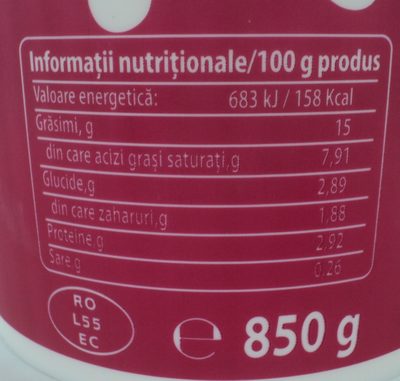 Informații nutriționale/100 g produs
Valoare energetică: 683 kJ / 158 Kcal
Grăsimi, g 15
din care acizi grași saturați,g 7,91
Glucide,g 2,89
din care zaharuri,g 1,88
Proteine g 2,92
Sare g 0,26
RO
L55
EC
℮ 850 g